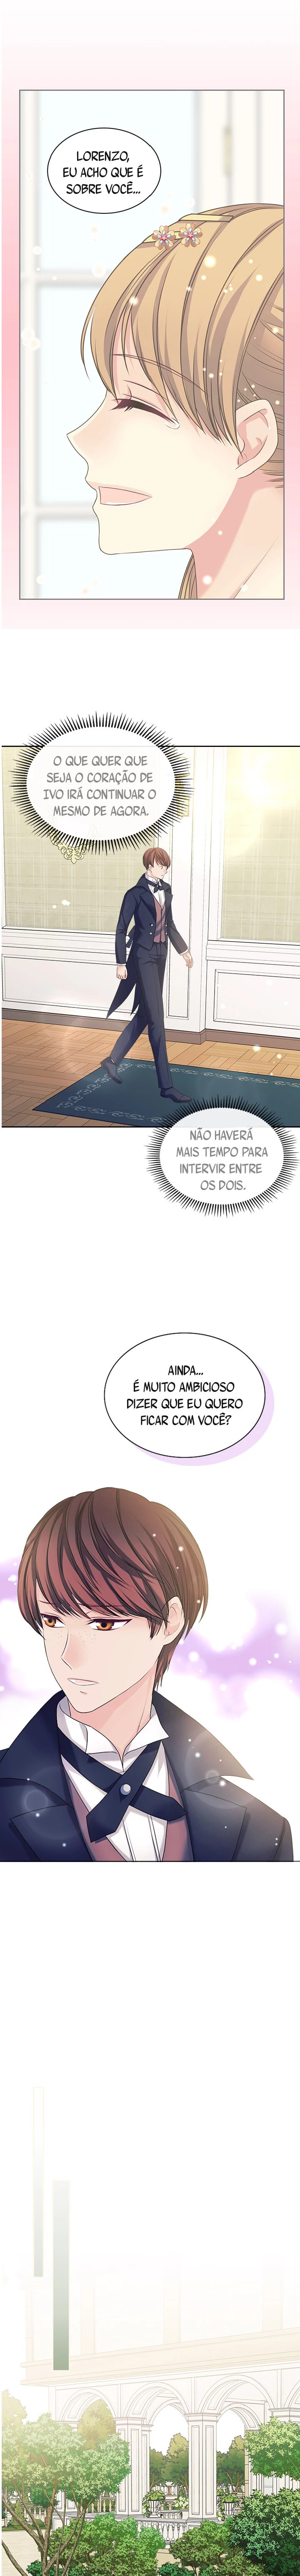 LORENZO,
EU ACHO QUE É
SOBRE VOCÊ...
O QUE QUER QUE
SEJA O CORAÇÃO DE
IVO IRÁ CONTINUAR O
MESMO DE AGORA.
NÃO HAVERÁ
MAIS TEMPO PARA
INTERVIR ENTRE
OS DOIS.
AINDA...
É MUITO AMBICIOSO
DIZER QUE EU QUERO
FICAR COM VOCÊ?